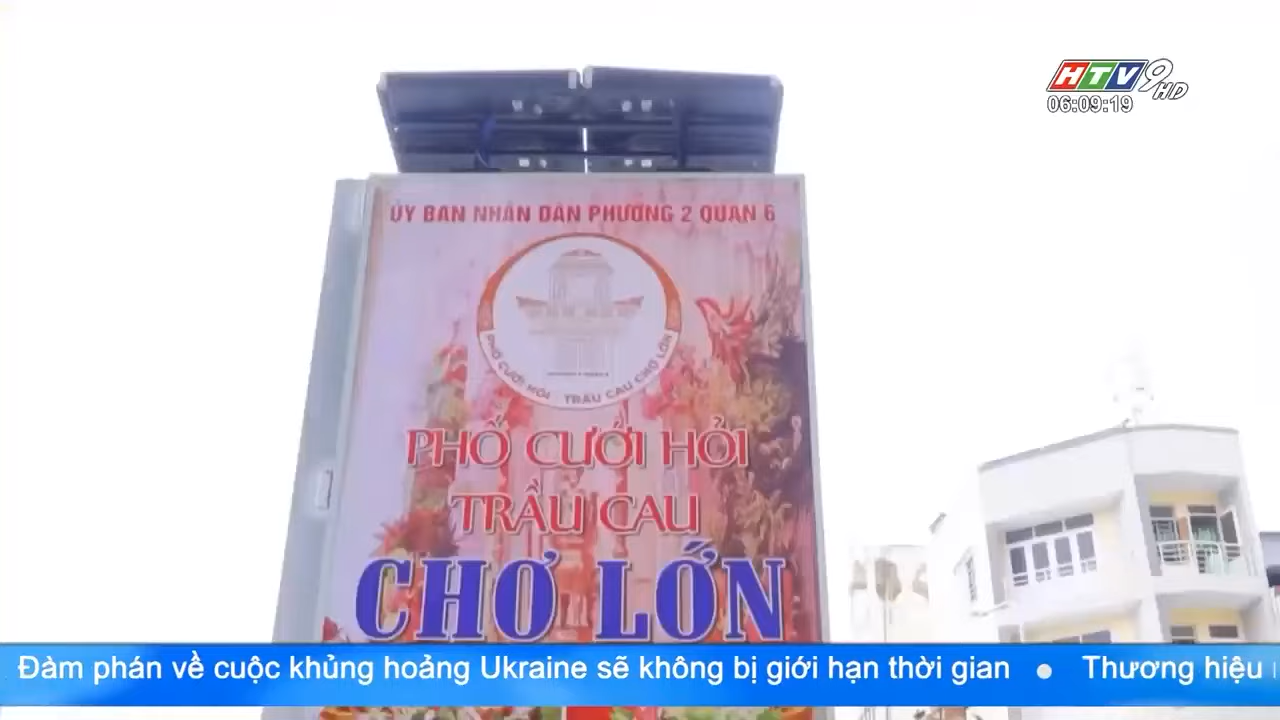 HTV9 HD
06:09:19
ỦY BAN NHÂN DÂN PHƯỜNG 2 QUẬN 6
PHỐ CƯỚI HỎI TRẦU CAU CHỢ LỚN
PHỐ CƯỚI HỎI
TRẦU CAU
CHỢ LỚN
Đàm phán về cuộc khủng hoảng Ukraine sẽ không bị giới hạn thời gian • Thương hiệu